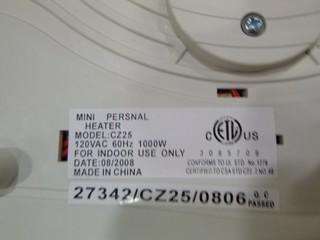 MINI PERSNAL
HEATER
MODEL:CZ25
120VAC 60Hz 1000W
FOR INDOOR USE ONLY
DATE:08/2008
MADE IN CHINA
C ETL US
3085709
CONFORMS TO UL STD. No. 1278
CERTIFIED TO CSA STD C22.2 NO 46
27342/CZ25/0806
Q.C
PASSED